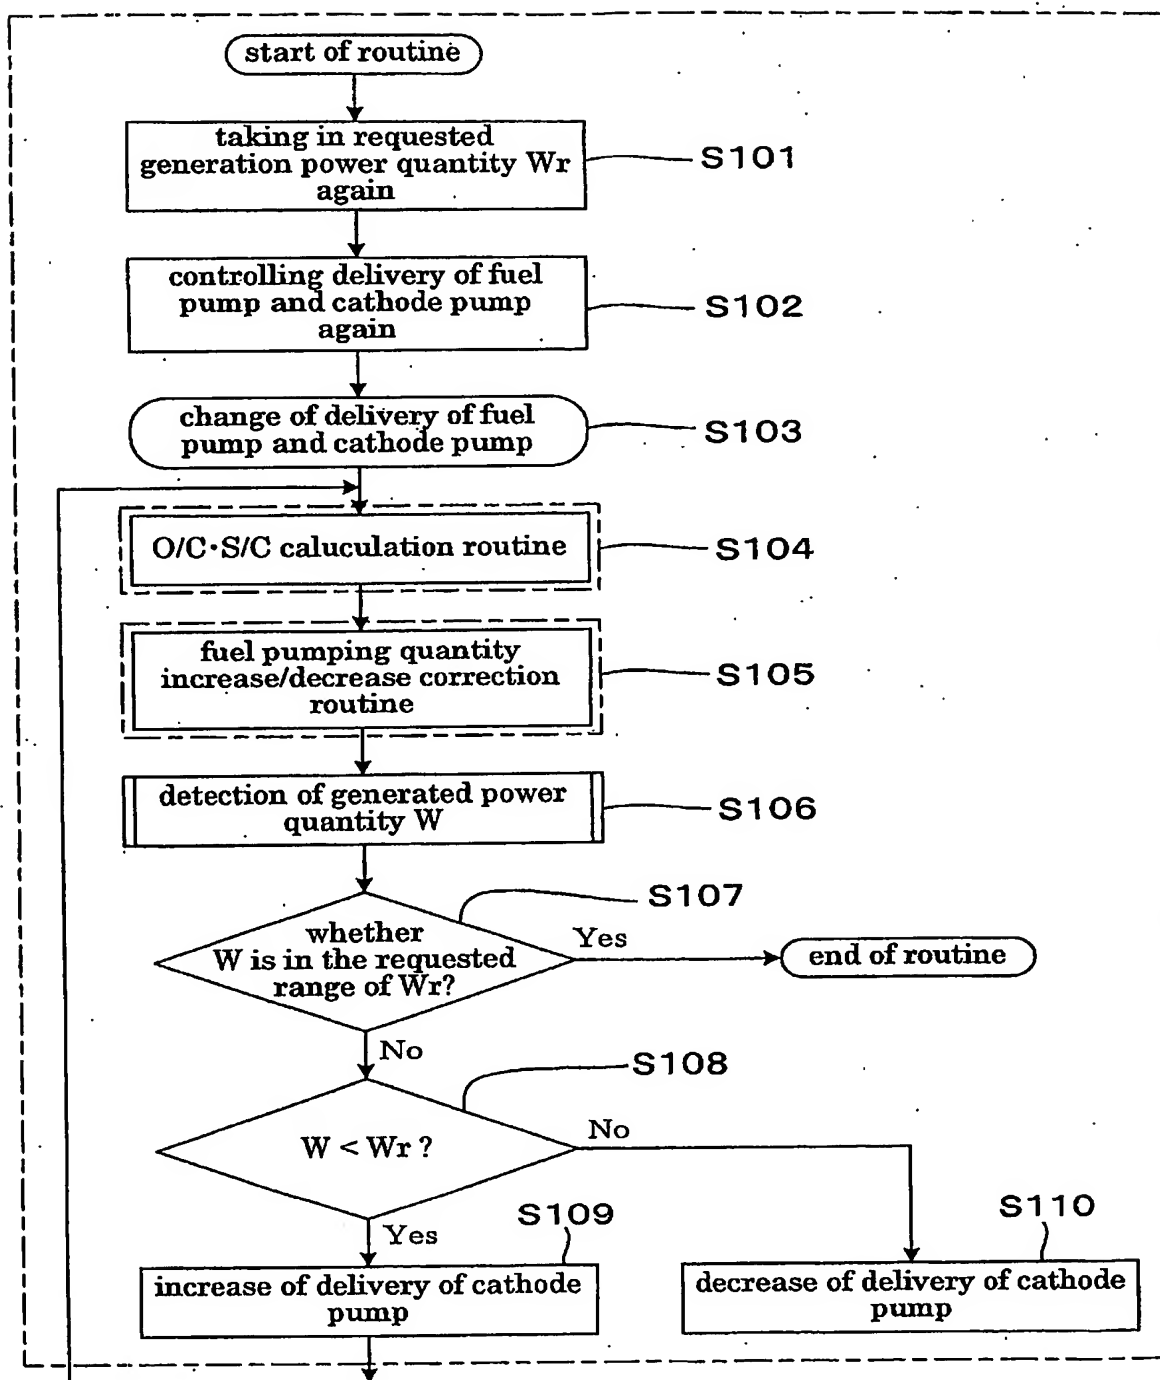 start of routine
taking in requested
generation power quantity Wr
again
S101
controlling delivery of fuel
pump and cathode pump
again
S102
change of delivery of fuel
pump and cathode pump
S103
O/C·S/C caluculation routine
S104
fuel pumping quantity
increase/decrease correction
routine
S105
detection of generated power
quantity W
S106
S107
whether
W is in the requested
range of Wr?
Yes
end of routine
No
S108
W < Wr ?
No
Yes
S109
increase of delivery of cathode
pump
S110
decrease of delivery of cathode
pump